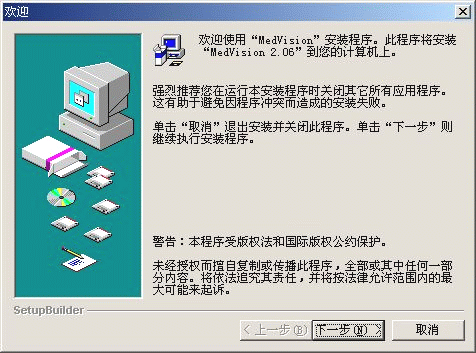 欢迎
欢迎使用“MedVision”安装程序。此程序将安装
“MedVision 2.06”到您的计算机上。
强烈推荐您在运行本安装程序时关闭其它所有应用程序。
这有助于避免因程序冲突而造成的安装失败。
单击“取消”退出安装并关闭此程序。单击“下一步”则
继续执行安装程序。
警告：本程序受版权法和国际版权公约保护。
未经授权而擅自复制或传播此程序，全部或其中任何一部
分内容。将依法追究其责任，并将按法律允许范围内的最
大可能来起诉。
SetupBuilder
< 上一步(B) 下一步(N) > 取消